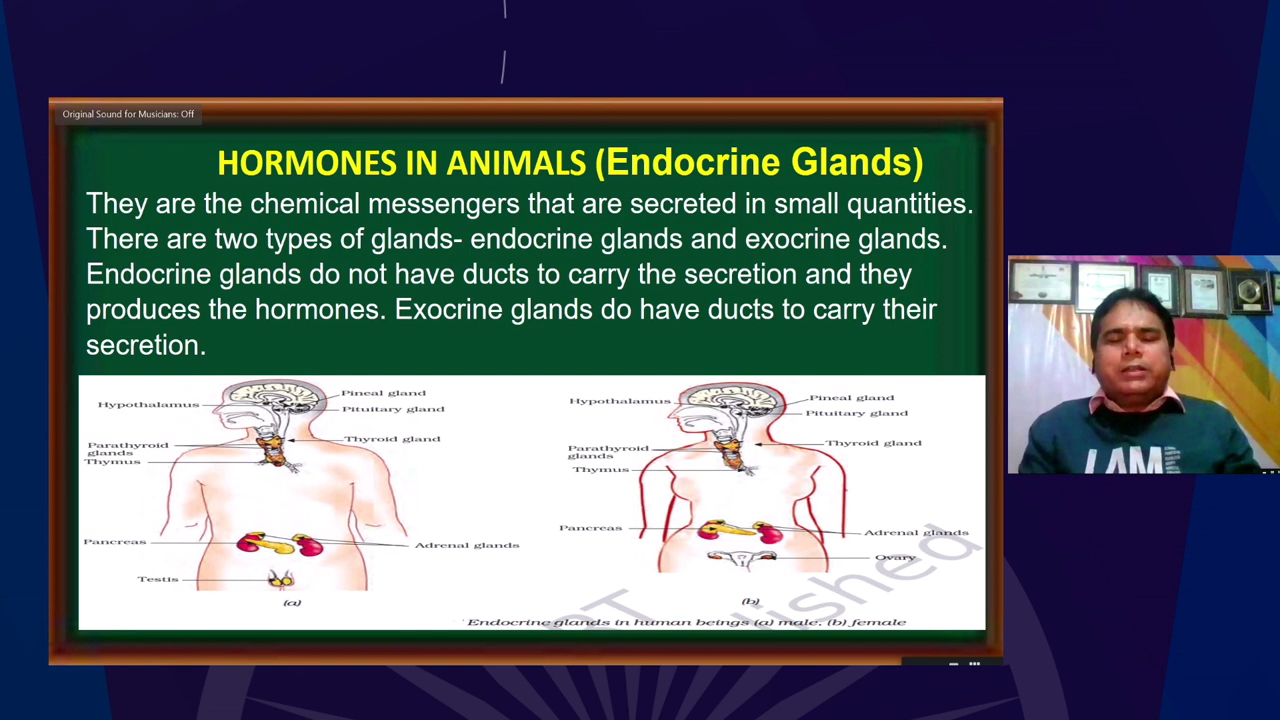 Original Sound for Musicians: Off
HORMONES IN ANIMALS (Endocrine Glands)
They are the chemical messengers that are secreted in small quantities.
There are two types of glands- endocrine glands and exocrine glands.
Endocrine glands do not have ducts to carry the secretion and they
produces the hormones. Exocrine glands do have ducts to carry their
secretion.
Hypothalamus
Pineal gland
Pituitary gland
Thyroid gland
Parathyroid
glands
Thymus
Pancreas
Adrenal glands
Testis
(a)
Hypothalamus
Pineal gland
Pituitary gland
Thyroid gland
Parathyroid
glands
Thymus
Pancreas
Adrenal glands
Ovary
(b)
Endocrine glands in human beings (a) male, (b) female
I AM